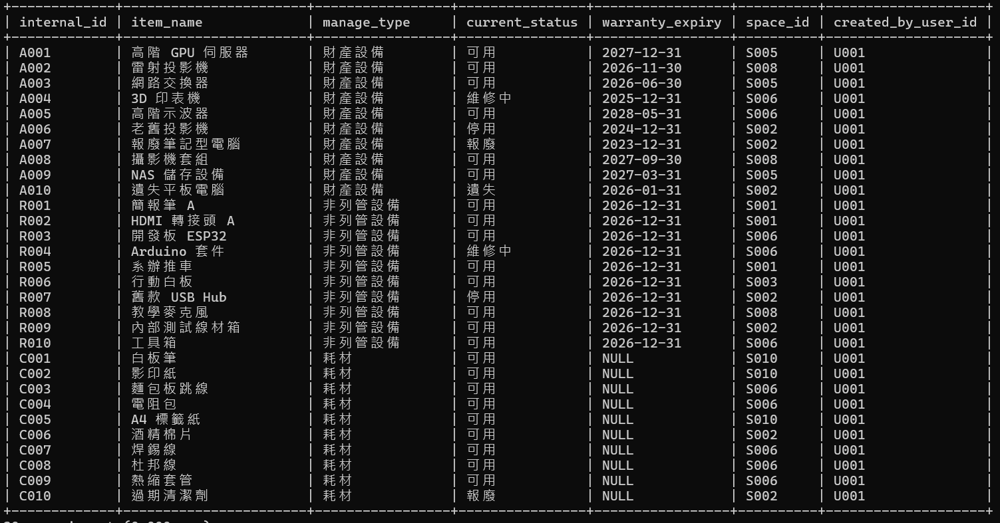 +-------------+------------------------+------------------+-----------------+------------------+-----------+---------------------+
| internal_id | item_name | manage_type | current_status | warranty_expiry | space_id | created_by_user_id |
+-------------+------------------------+------------------+-----------------+------------------+-----------+---------------------+
| A001 | 高階 GPU 伺服器 | 財產設備 | 可用 | 2027-12-31 | S005 | U001 |
| A002 | 雷射投影機 | 財產設備 | 可用 | 2026-11-30 | S008 | U001 |
| A003 | 網路交換器 | 財產設備 | 可用 | 2026-06-30 | S005 | U001 |
| A004 | 3D 印表機 | 財產設備 | 維修中 | 2025-12-31 | S006 | U001 |
| A005 | 高階示波器 | 財產設備 | 可用 | 2028-05-31 | S006 | U001 |
| A006 | 老舊投影機 | 財產設備 | 停用 | 2024-12-31 | S002 | U001 |
| A007 | 報廢筆記型電腦 | 財產設備 | 報廢 | 2023-12-31 | S002 | U001 |
| A008 | 攝影機套組 | 財產設備 | 可用 | 2027-09-30 | S008 | U001 |
| A009 | NAS 儲存設備 | 財產設備 | 可用 | 2027-03-31 | S005 | U001 |
| A010 | 遺失平板電腦 | 財產設備 | 遺失 | 2026-01-31 | S002 | U001 |
| R001 | 簡報筆 A | 非列管設備 | 可用 | 2026-12-31 | S001 | U001 |
| R002 | HDMI 轉接頭 A | 非列管設備 | 可用 | 2026-12-31 | S001 | U001 |
| R003 | 開發板 ESP32 | 非列管設備 | 可用 | 2026-12-31 | S006 | U001 |
| R004 | Arduino 套件 | 非列管設備 | 維修中 | 2026-12-31 | S006 | U001 |
| R005 | 系辦推車 | 非列管設備 | 可用 | 2026-12-31 | S001 | U001 |
| R006 | 行動白板 | 非列管設備 | 可用 | 2026-12-31 | S003 | U001 |
| R007 | 舊款 USB Hub | 非列管設備 | 停用 | 2026-12-31 | S002 | U001 |
| R008 | 教學麥克風 | 非列管設備 | 可用 | 2026-12-31 | S008 | U001 |
| R009 | 內部測試線材箱 | 非列管設備 | 可用 | 2026-12-31 | S002 | U001 |
| R010 | 工具箱 | 非列管設備 | 可用 | 2026-12-31 | S006 | U001 |
| C001 | 白板筆 | 耗材 | 可用 | NULL | S010 | U001 |
| C002 | 影印紙 | 耗材 | 可用 | NULL | S010 | U001 |
| C003 | 麵包板跳線 | 耗材 | 可用 | NULL | S006 | U001 |
| C004 | 電阻包 | 耗材 | 可用 | NULL | S006 | U001 |
| C005 | A4 標籤紙 | 耗材 | 可用 | NULL | S010 | U001 |
| C006 | 酒精棉片 | 耗材 | 可用 | NULL | S002 | U001 |
| C007 | 焊錫線 | 耗材 | 可用 | NULL | S006 | U001 |
| C008 | 杜邦線 | 耗材 | 可用 | NULL | S006 | U001 |
| C009 | 熱縮套管 | 耗材 | 可用 | NULL | S006 | U001 |
| C010 | 過期清潔劑 | 耗材 | 報廢 | NULL | S002 | U001 |
+-------------+------------------------+------------------+-----------------+------------------+-----------+---------------------+